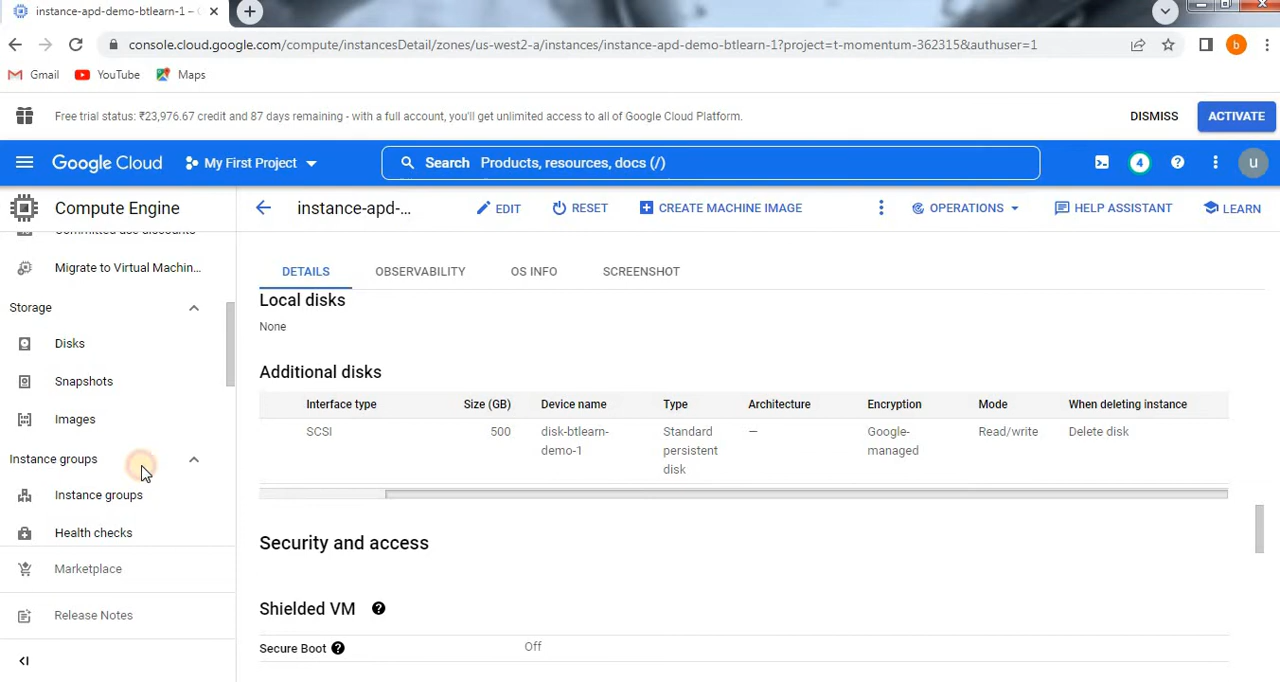 instance-apd-demo-btlearn-1 –
console.cloud.google.com/compute/instancesDetail/zones/us-west2-a/instances/instance-apd-demo-btlearn-1?project=t-momentum-362315&authuser=1
b
Gmail YouTube Maps
Free trial status: ₹23,976.67 credit and 87 days remaining - with a full account, you'll get unlimited access to all of Google Cloud Platform.
DISMISS ACTIVATE
Google Cloud My First Project Search Products, resources, docs (/) 4 u
Compute Engine
instance-apd-... EDIT RESET CREATE MACHINE IMAGE OPERATIONS HELP ASSISTANT LEARN
Committed use discounts
Migrate to Virtual Machin...
Storage
Disks
Snapshots
Images
Instance groups
Instance groups
Health checks
Marketplace
Release Notes
DETAILS OBSERVABILITY OS INFO SCREENSHOT
Local disks
None
Additional disks
Interface type Size (GB) Device name Type Architecture Encryption Mode When deleting instance
SCSI 500 disk-btlearn- Standard — Google- Read/write Delete disk
demo-1 persistent managed
disk
Security and access
Shielded VM
Secure Boot Off